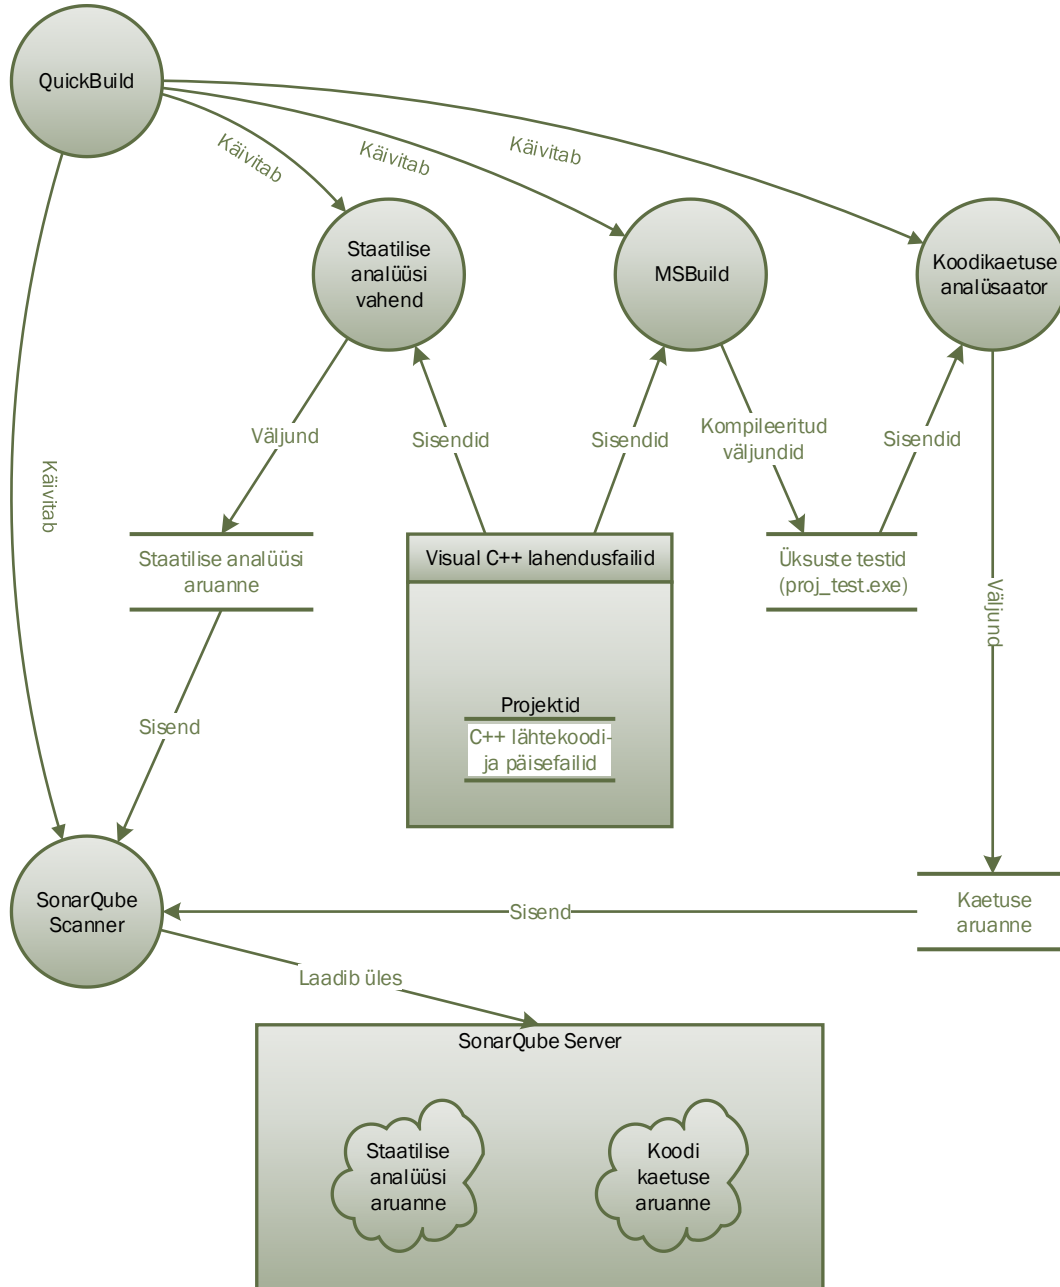 QuickBuild
Käivitab
Käivitab
Käivitab
Staatilise
analüüsi
vahend
MSBuild
Koodikaetuse
analüsaator
Väljund
Sisendid
Sisendid
Kompileeritud
väljundid
Sisendid
Käivitab
Staatilise analüüsi
aruanne
Visual C++ lahendusfailid
Üksuste testid
(proj_test.exe)
Väljund
Projektid
C++ lähtekoodi-
ja päisefailid
Sisend
SonarQube
Scanner
Sisend
Kaetuse
aruanne
Laadib üles
SonarQube Server
Staatilise
analüüsi
aruanne
Koodi
kaetuse
aruanne